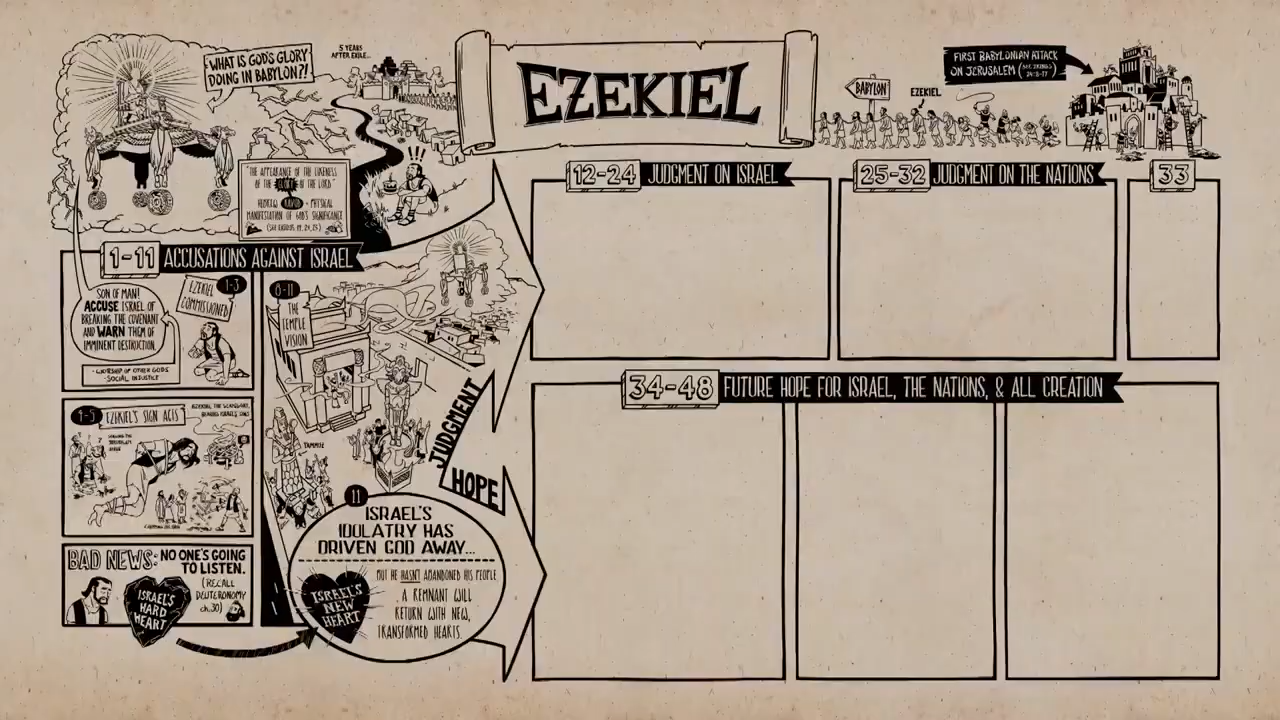 "WHAT IS GOD'S GLORY
DOING IN BABYLON?!
5 YEARS
AFTER EXILE...
EZEKIEL
BABYLON
EZEKIEL
FIRST BABYLONIAN ATTACK
ON JERUSALEM (SEE 2KINGS
24:8-17)
!!
"THE APPEARANCE OF THE LIKENESS
OF THE GLORY OF THE LORD"
HEBREW = PHYSICAL
MANIFESTATION OF GOD'S SIGNIFICANCE
1-11 ACCUSATIONS AGAINST ISRAEL
SON OF MAN!
ACCUSE ISRAEL OF
BREAKING THE COVENANT
AND WARN THEM OF
IMMINENT DESTRUCTION.
- WORSHIP OF OTHER GODS
- SOCIAL INJUSTICE
EZEKIEL
COMMISSIONED
1-3
4-5 EZEKIEL'S SIGN ACTS
BAD NEWS: NO ONE'S GOING
TO LISTEN.
(RECALL
DEUTERONOMY
ch.30)
ISRAEL'S
HARD
HEART
8-11
THE
TEMPLE
VISION
TAMMUZ
JUDGMENT
HOPE
11
ISRAEL'S
IDOLATRY HAS
DRIVEN GOD AWAY...
BUT HE HASN'T ABANDONED HIS PEOPLE
A REMNANT WILL
RETURN WITH NEW,
TRANSFORMED HEARTS.
ISRAEL'S
NEW
HEART
12-24 JUDGMENT ON ISRAEL
25-32 JUDGMENT ON THE NATIONS
33
34-48 FUTURE HOPE FOR ISRAEL, THE NATIONS, & ALL CREATION